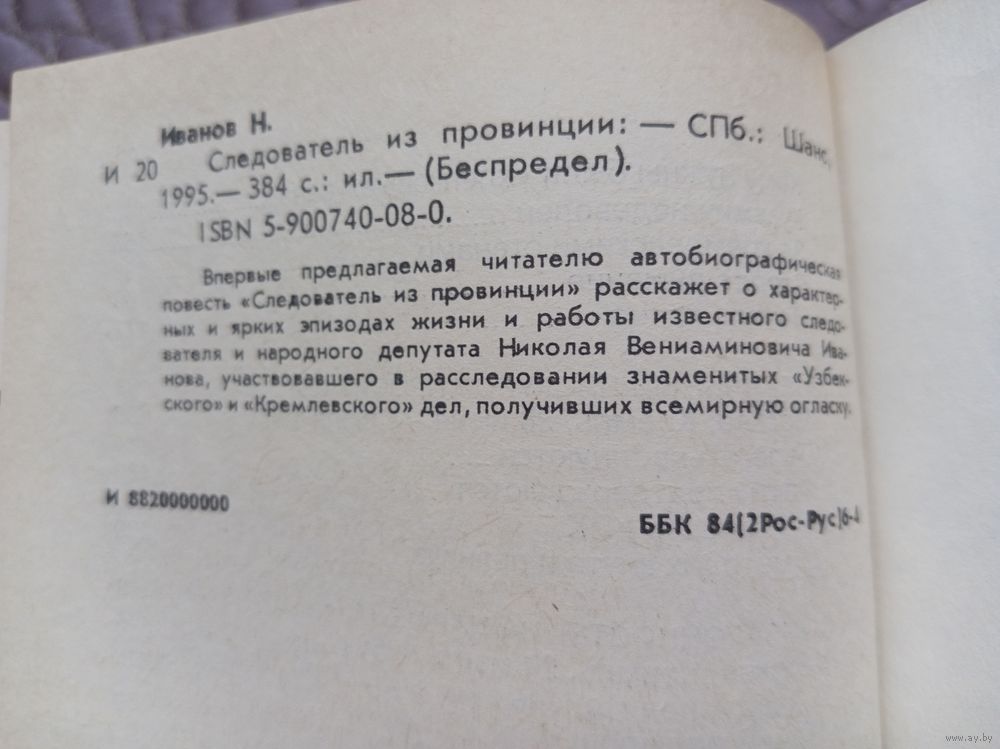 Иванов Н.
И 20 Следователь из провинции: — СПб.: Шанс,
1995.— 384 с.: ил.— (Беспредел).
ISBN 5-900740-08-0.
Впервые предлагаемая читателю автобиографическая
повесть «Следователь из провинции» расскажет о характер-
ных и ярких эпизодах жизни и работы известного следо-
вателя и народного депутата Николая Вениаминовича Ива-
нова, участвовавшего в расследовании знаменитых «Узбек-
ского» и «Кремлевского» дел, получивших всемирную огласку.
И 8820000000
ББК 84(2Рос-Рус)6-4
www.ay.by